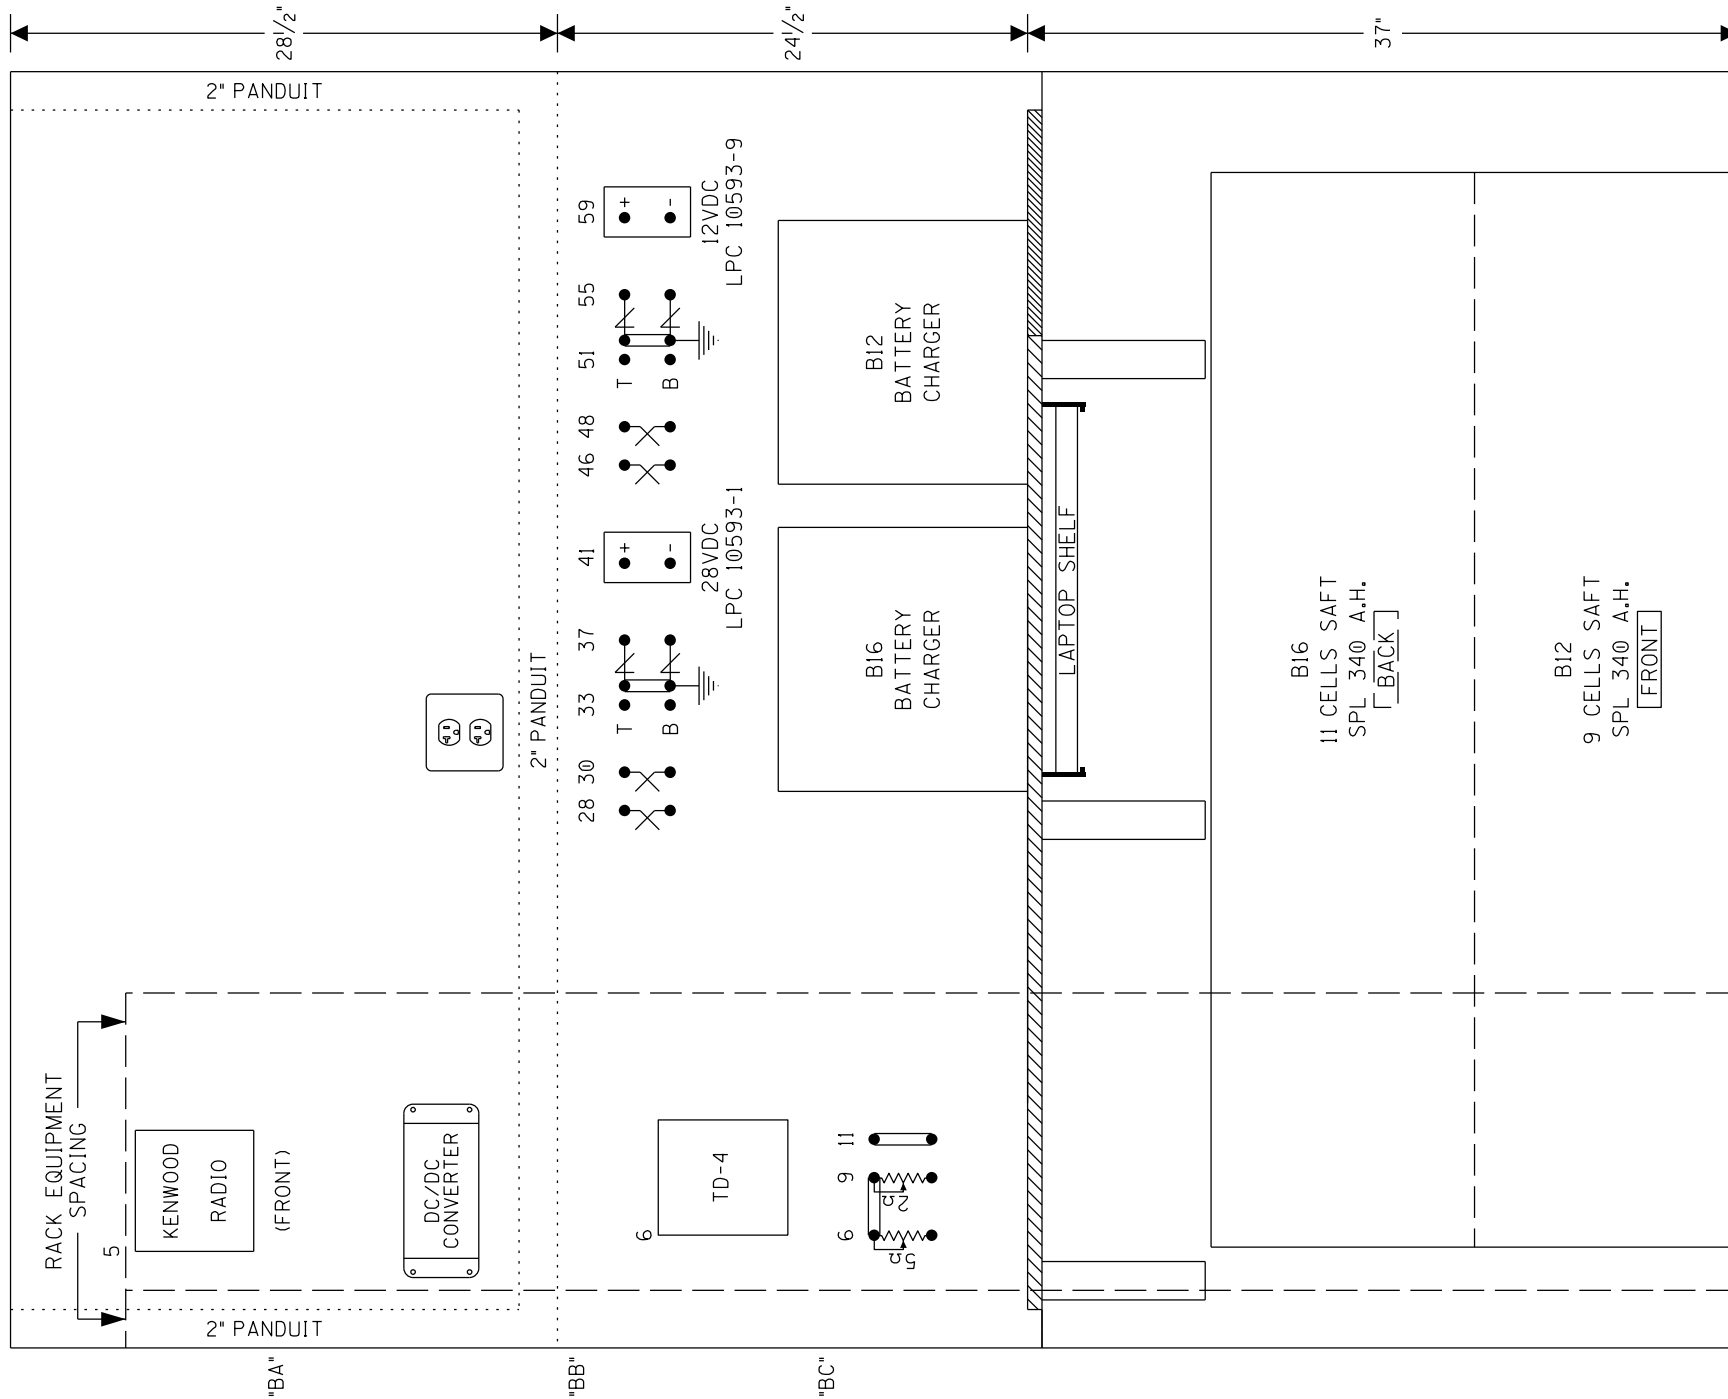 RACK EQUIPMENT
SPACING
2" PANDUIT
2" PANDUIT
28½"
"BA"
5
KENWOOD
RADIO
(FRONT)
DC/DC
CONVERTER
2" PANDUIT
24½"
"BB"
28
30
33
37
41
46
48
51
55
59
T
B
+
-
T
B
+
-
28VDC
LPC 10593-1
12VDC
LPC 10593-9
6
TD-4
"BC"
6
9
11
5Ω
2Ω
B16
BATTERY
CHARGER
B12
BATTERY
CHARGER
LAPTOP SHELF
37"
B16
11 CELLS SAFT
SPL 340 A.H.
BACK
B12
9 CELLS SAFT
SPL 340 A.H.
FRONT